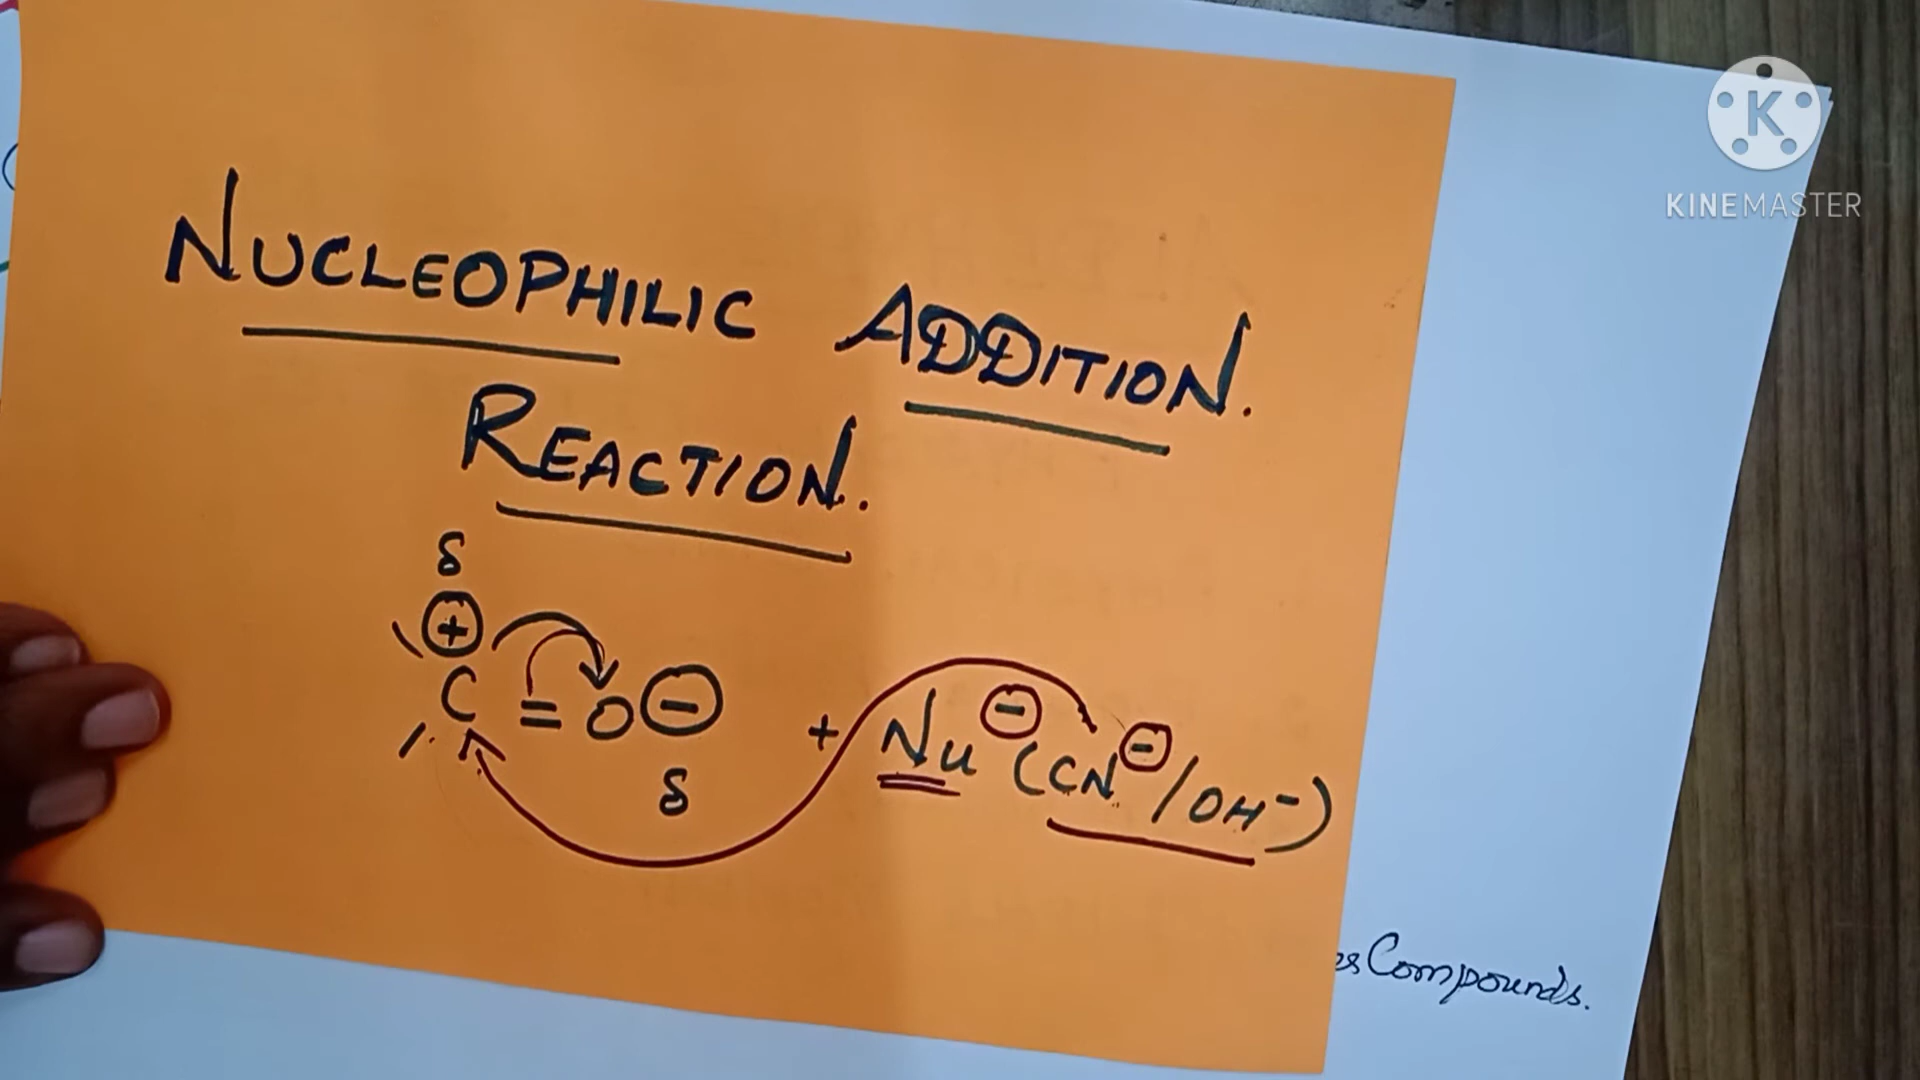 NUCLEOPHILIC ADDITION.
REACTION.
δ
⊕
C = O ⊖ + Nu ⊖ (CN ⊖ / OH⁻)
δ
Compounds.
KINEMASTER